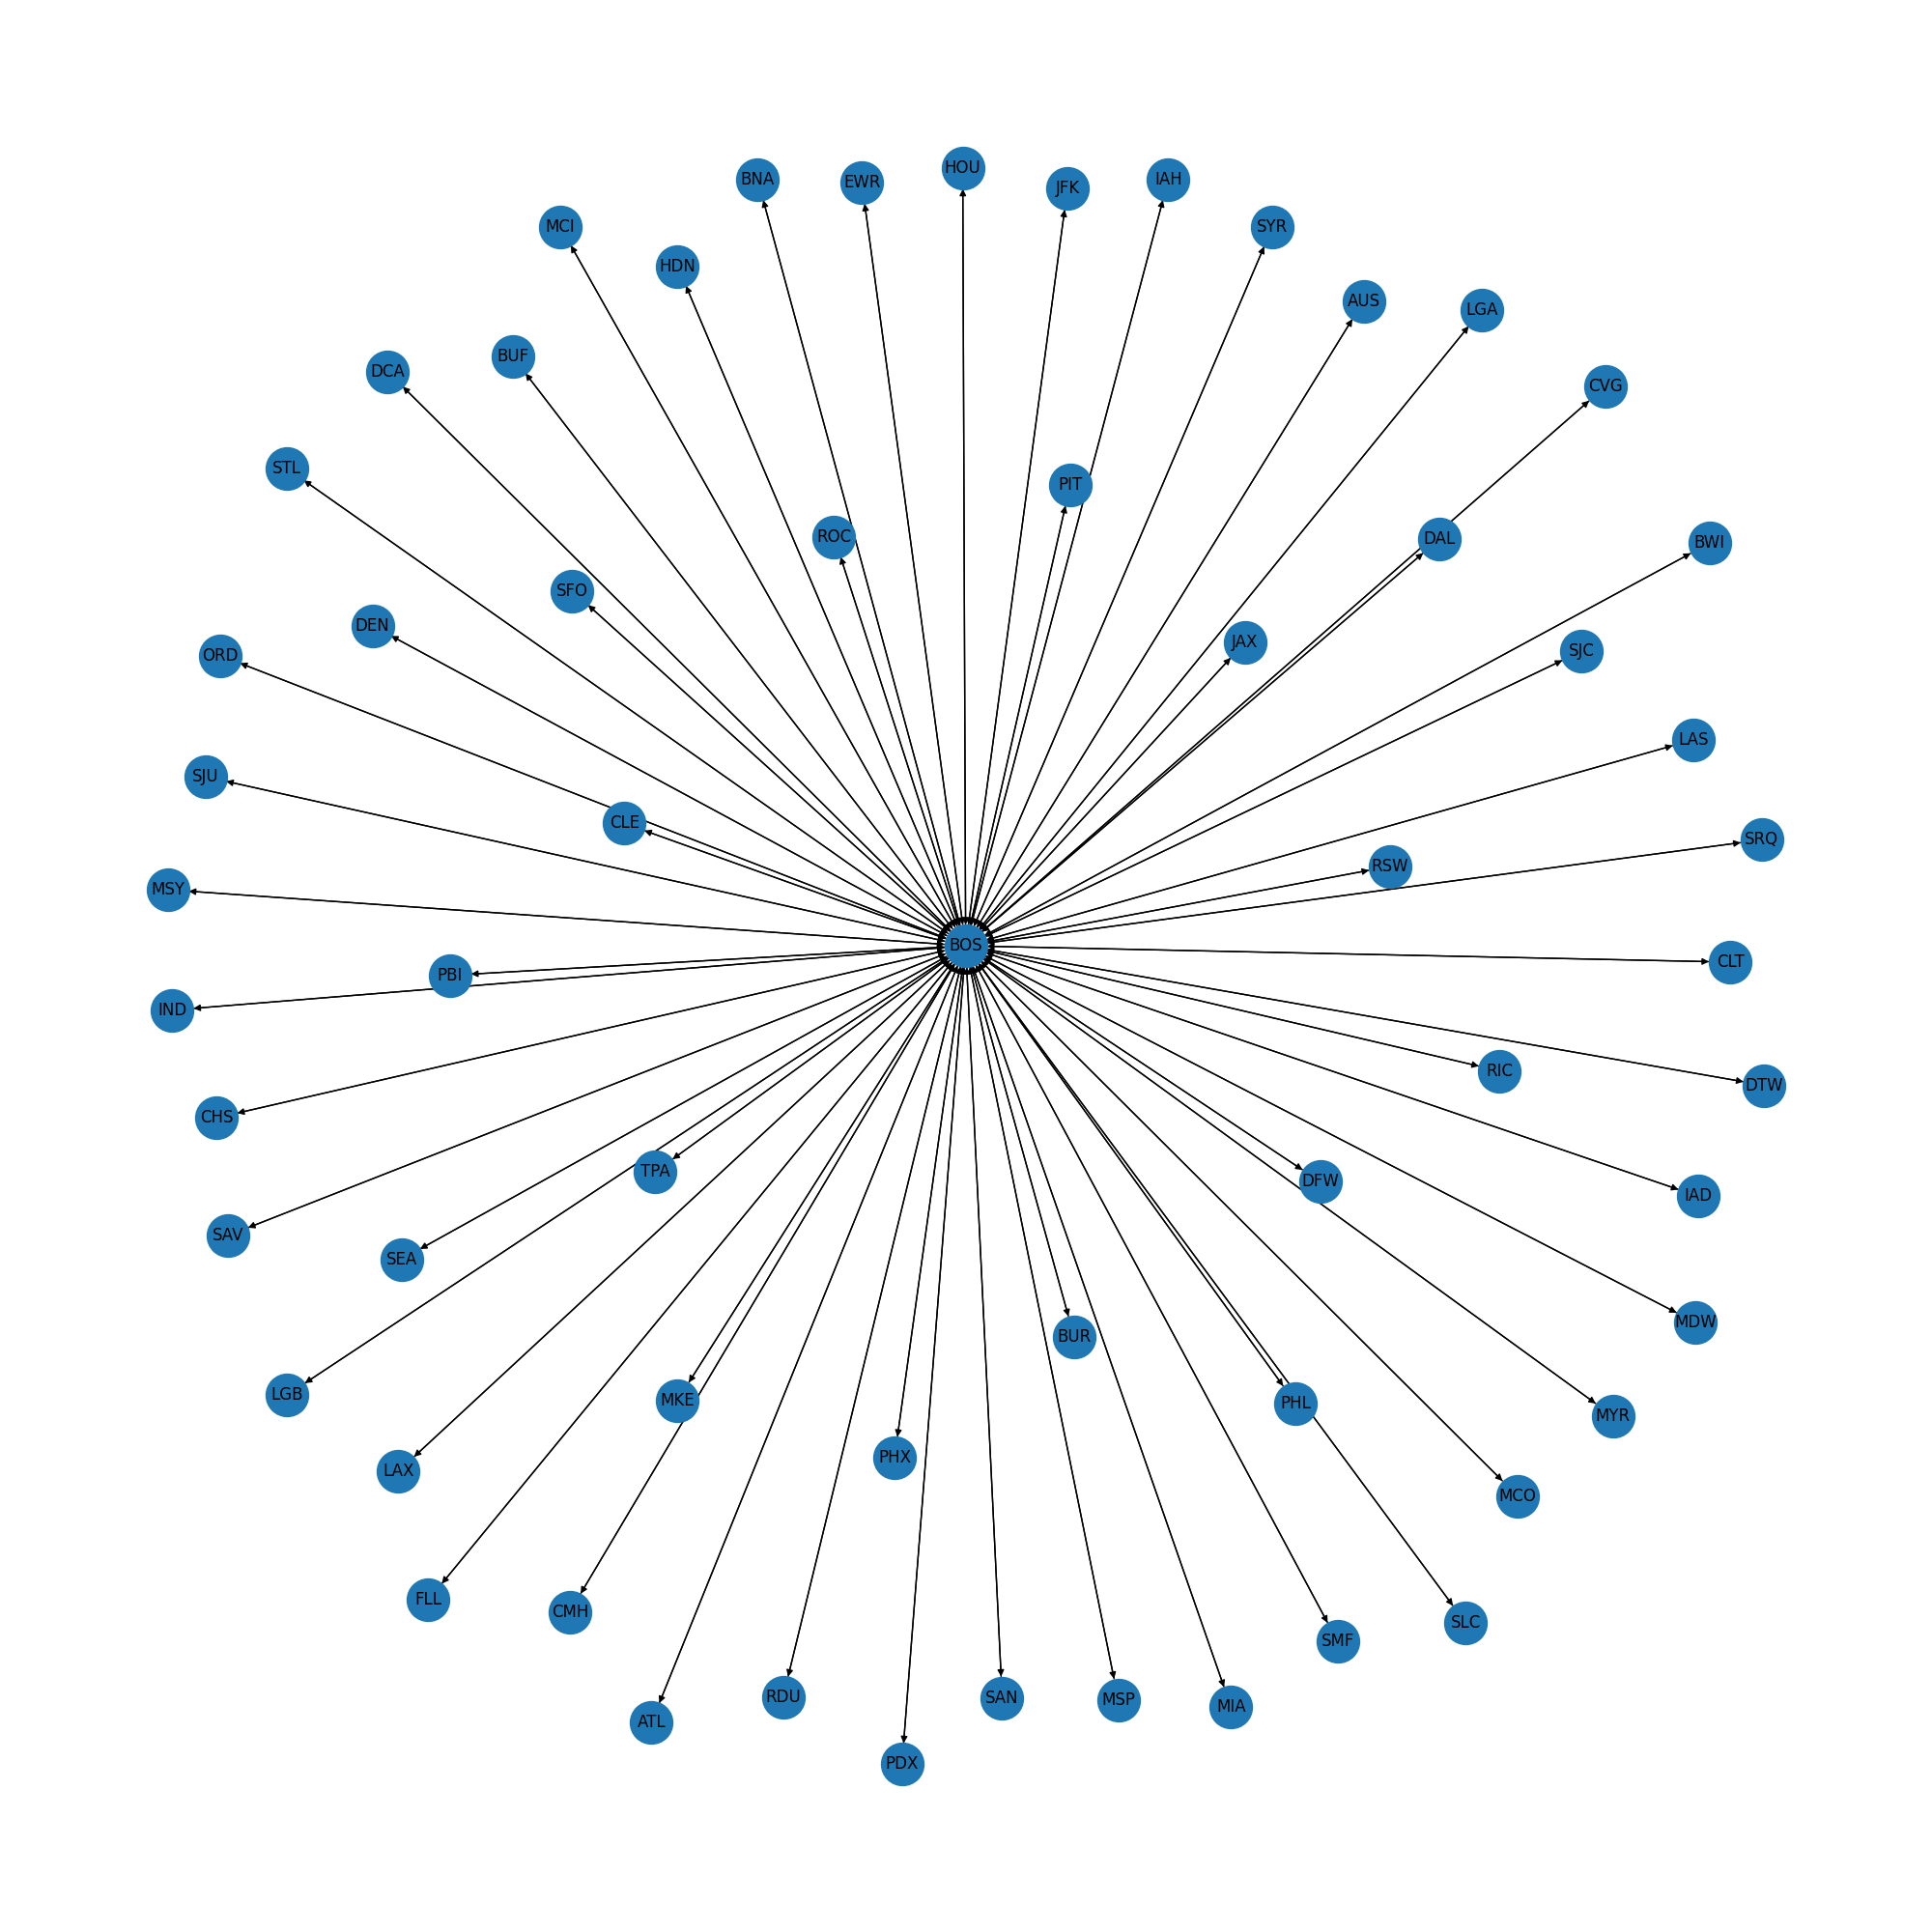 HOU
BNA
EWR
JFK
IAH
MCI
SYR
HDN
AUS
LGA
BUF
DCA
CVG
STL
PIT
ROC
DAL
BWI
SFO
DEN
JAX
SJC
ORD
LAS
SJU
CLE
SRQ
RSW
MSY
BOS
CLT
PBI
IND
RIC
DTW
CHS
TPA
DFW
IAD
SAV
SEA
MDW
BUR
LGB
MKE
PHL
MYR
PHX
LAX
MCO
FLL
CMH
SLC
SMF
RDU
SAN
MSP
MIA
ATL
PDX